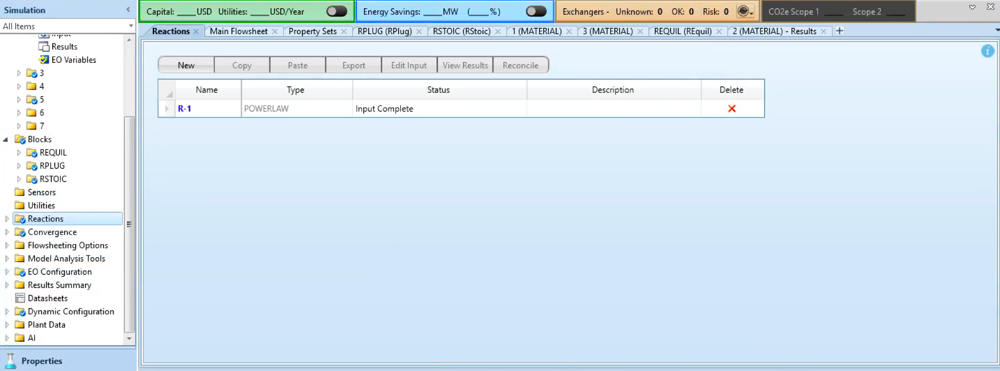 Simulation
All Items
Input
Results
EO Variables
3
4
5
6
7
Blocks
REQUIL
RPLUG
RSTOIC
Sensors
Utilities
Reactions
Convergence
Flowsheeting Options
Model Analysis Tools
EO Configuration
Results Summary
Datasheets
Dynamic Configuration
Plant Data
AI
Properties
Capital: ____USD Utilities: ____USD/Year
Energy Savings: ____MW (____%)
Exchangers - Unknown: 0 OK: 0 Risk: 0
CO2e Scope 1 ____ Scope 2 ____
Reactions Main Flowsheet Property Sets RPLUG (RPlug) RSTOIC (RStoic) 1 (MATERIAL) 3 (MATERIAL) REQUIL (REquil) 2 (MATERIAL) - Results +
New Copy Paste Export Edit Input View Results Reconcile
Name Type Status Description Delete
R-1 POWERLAW Input Complete